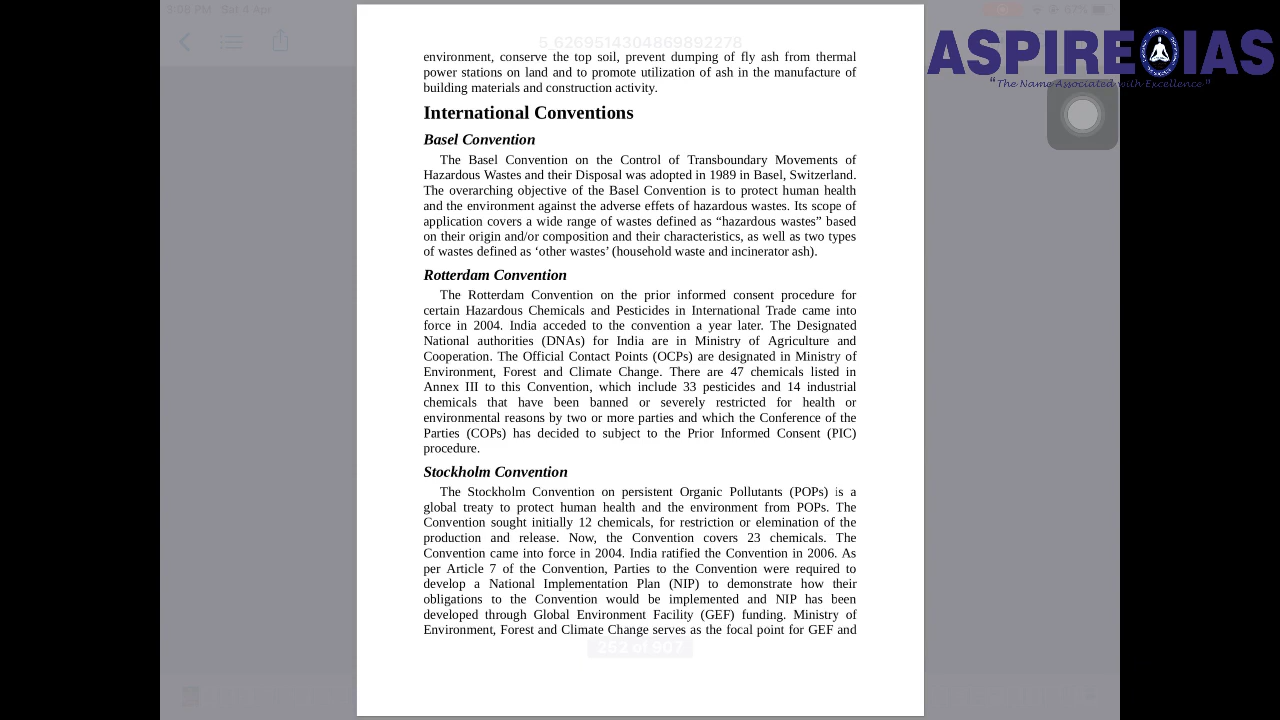 3:06 PM Sat 4 Apr
67%
5_6269514304869892278
ASPIRE IAS
"The Name Associated with Excellence"
environment, conserve the top soil, prevent dumping of fly ash from thermal
power stations on land and to promote utilization of ash in the manufacture of
building materials and construction activity.
International Conventions
Basel Convention
The Basel Convention on the Control of Transboundary Movements of
Hazardous Wastes and their Disposal was adopted in 1989 in Basel, Switzerland.
The overarching objective of the Basel Convention is to protect human health
and the environment against the adverse effets of hazardous wastes. Its scope of
application covers a wide range of wastes defined as “hazardous wastes” based
on their origin and/or composition and their characteristics, as well as two types
of wastes defined as ‘other wastes’ (household waste and incinerator ash).
Rotterdam Convention
The Rotterdam Convention on the prior informed consent procedure for
certain Hazardous Chemicals and Pesticides in International Trade came into
force in 2004. India acceded to the convention a year later. The Designated
National authorities (DNAs) for India are in Ministry of Agriculture and
Cooperation. The Official Contact Points (OCPs) are designated in Ministry of
Environment, Forest and Climate Change. There are 47 chemicals listed in
Annex III to this Convention, which include 33 pesticides and 14 industrial
chemicals that have been banned or severely restricted for health or
environmental reasons by two or more parties and which the Conference of the
Parties (COPs) has decided to subject to the Prior Informed Consent (PIC)
procedure.
Stockholm Convention
The Stockholm Convention on persistent Organic Pollutants (POPs) is a
global treaty to protect human health and the environment from POPs. The
Convention sought initially 12 chemicals, for restriction or elemination of the
production and release. Now, the Convention covers 23 chemicals. The
Convention came into force in 2004. India ratified the Convention in 2006. As
per Article 7 of the Convention, Parties to the Convention were required to
develop a National Implementation Plan (NIP) to demonstrate how their
obligations to the Convention would be implemented and NIP has been
developed through Global Environment Facility (GEF) funding. Ministry of
Environment, Forest and Climate Change serves as the focal point for GEF and
252 of 907